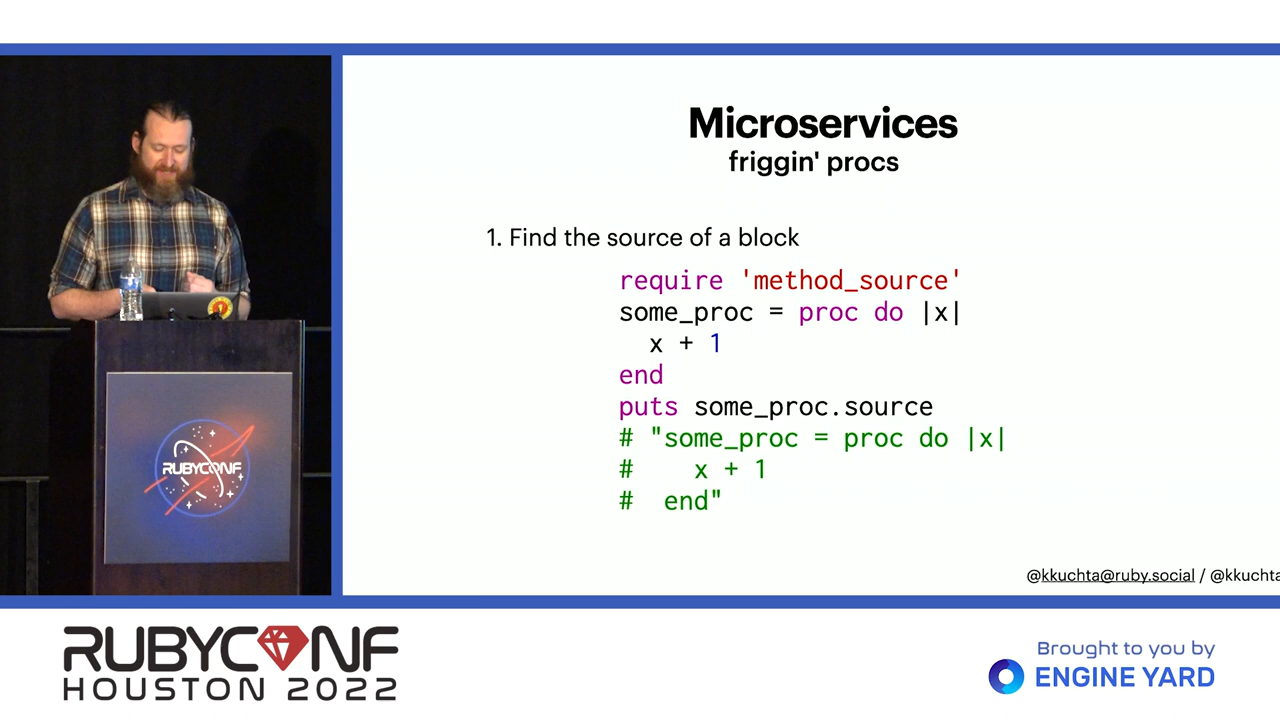 Microservices
friggin' procs
1. Find the source of a block
require 'method_source'
some_proc = proc do |x|
  x + 1
end
puts some_proc.source
# "some_proc = proc do |x|
#    x + 1
#  end"
@kkuchta@ruby.social / @kkuchta
RUBYCONF
RUBYCONF
HOUSTON 2022
Brought to you by
ENGINE YARD